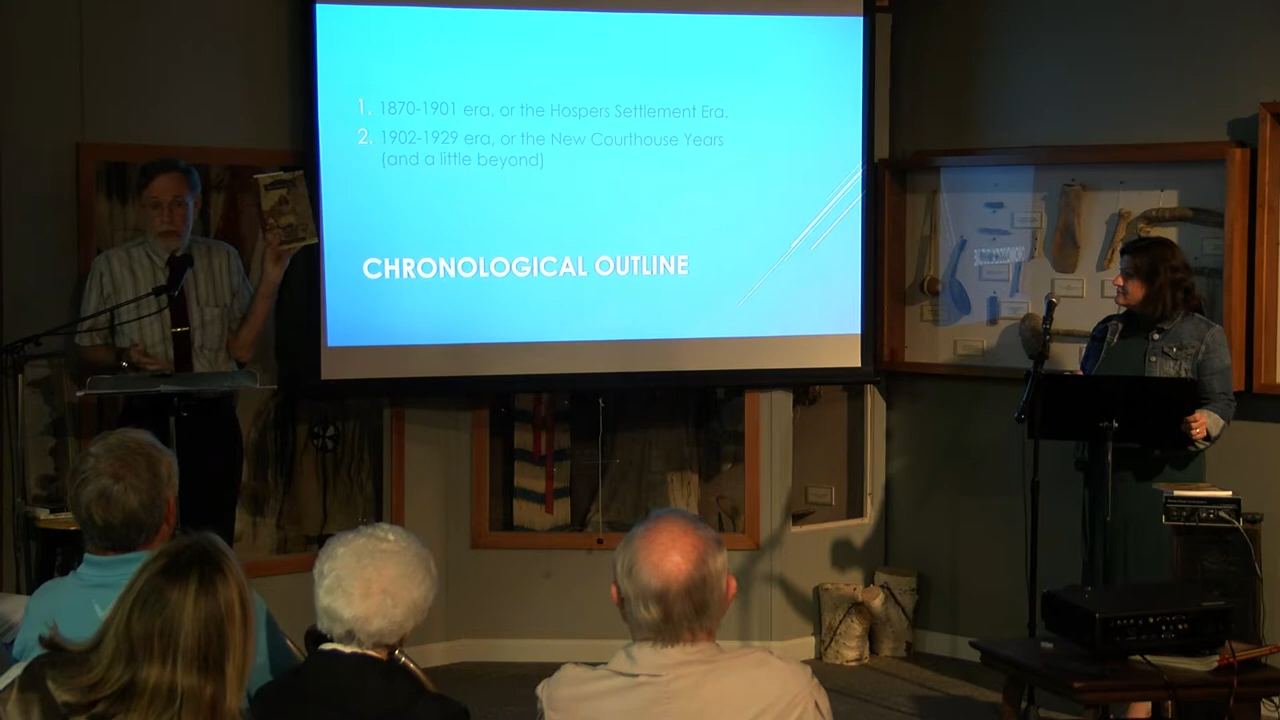 1. 1870-1901 era, or the Hospers Settlement Era.
2. 1902-1929 era, or the New Courthouse Years
(and a little beyond)
CHRONOLOGICAL OUTLINE